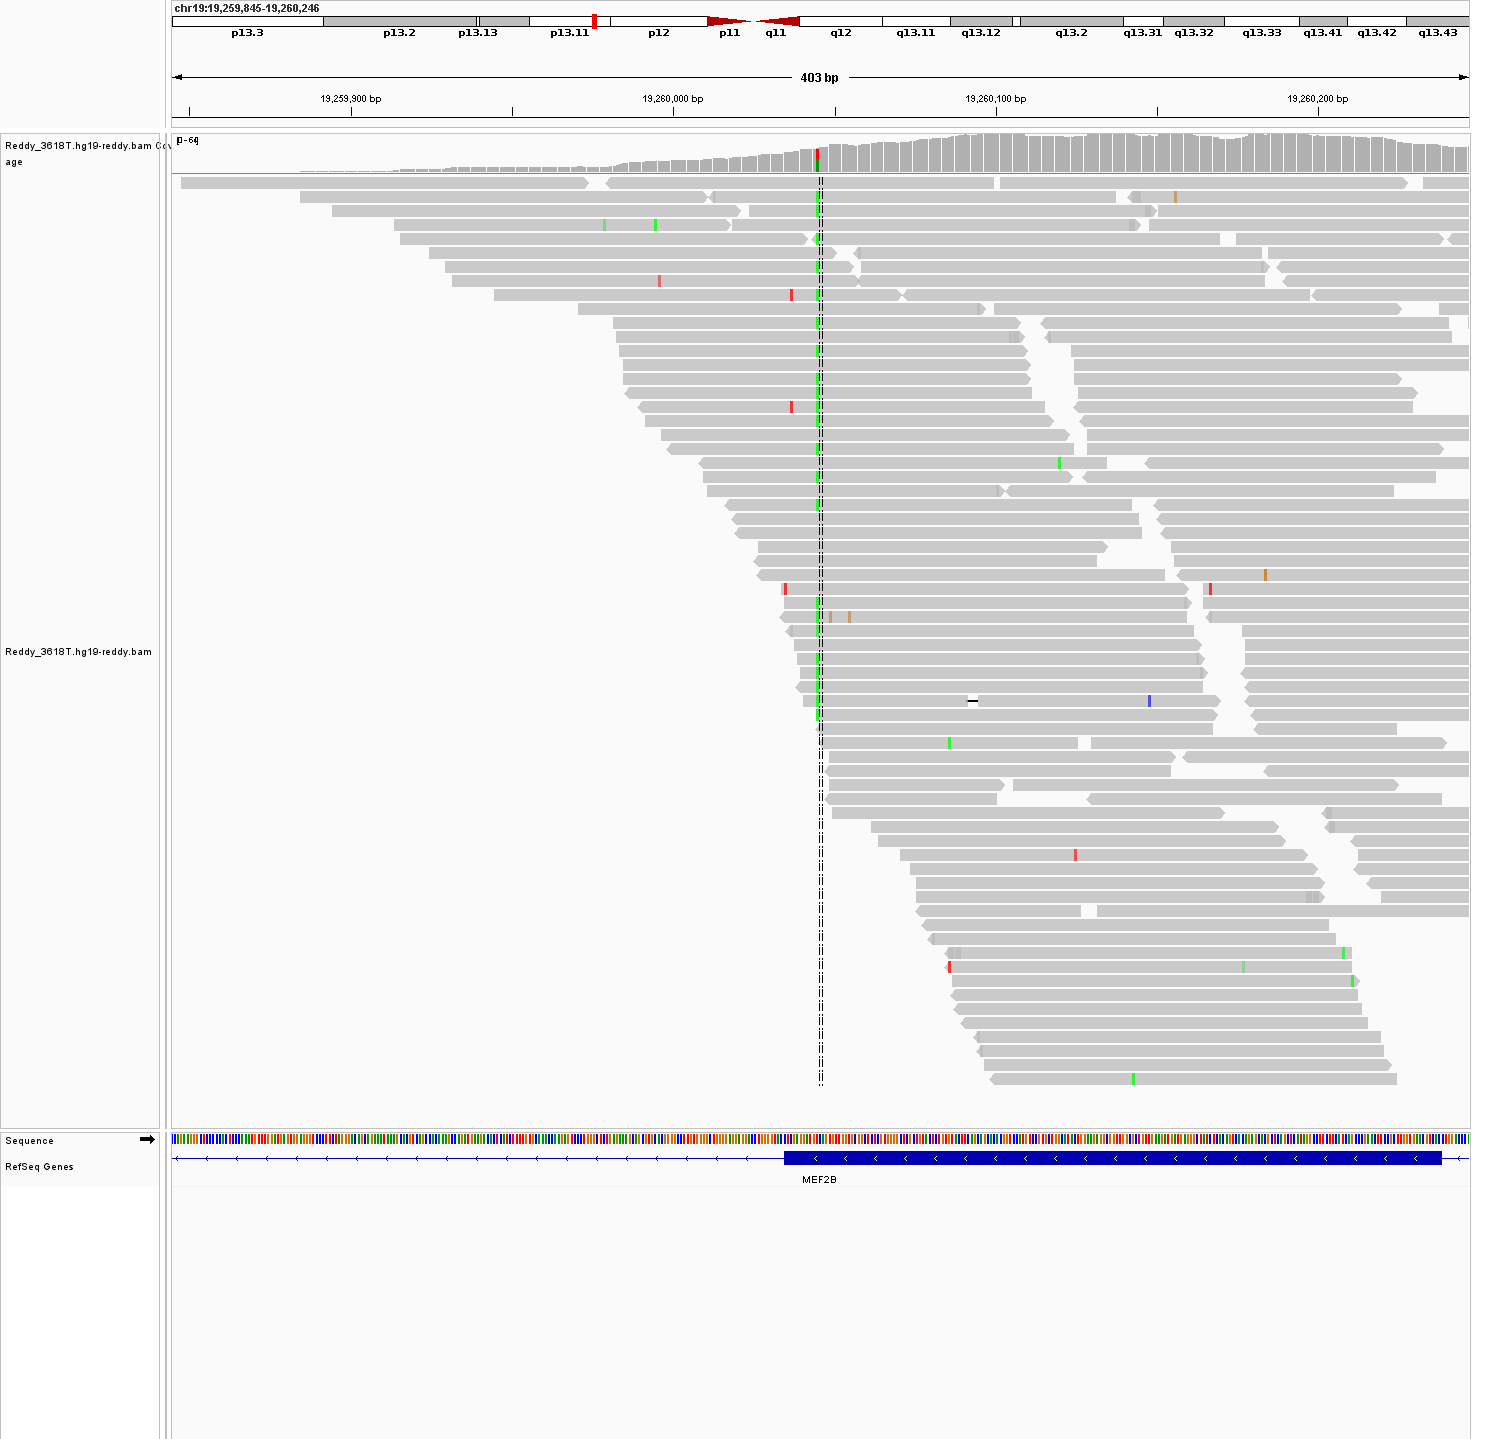 chr19:19,259,845-19,260,246
p13.3 p13.2 p13.13 p13.11 p12 p11 q11 q12 q13.11 q13.12 q13.2 q13.31 q13.32 q13.33 q13.41 q13.42 q13.43
403 bp
19,259,900 bp 19,260,000 bp 19,260,100 bp 19,260,200 bp
Reddy_3618T.hg19-reddy.bam Cov
age
[0-64]
Reddy_3618T.hg19-reddy.bam
Sequence
RefSeq Genes
MEF2B